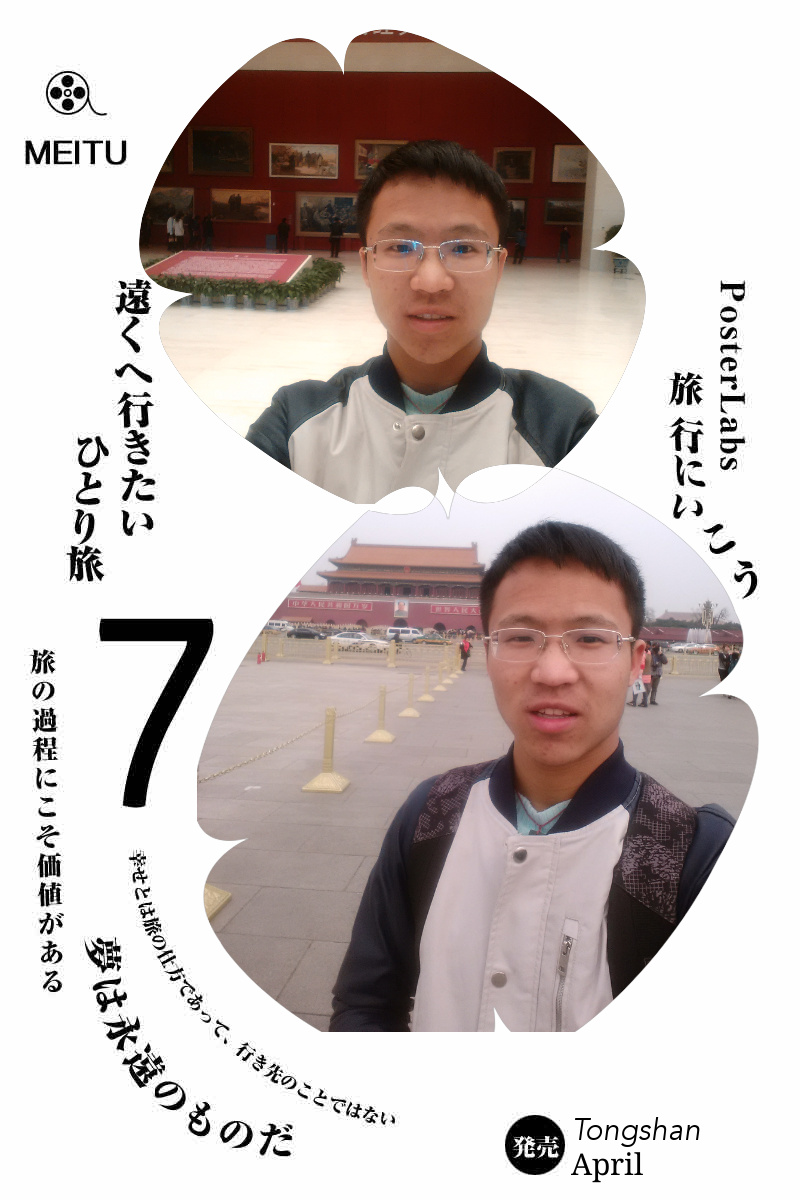 MEITU
遠くへ行きたい
ひとり旅
PosterLabs
旅行にいこう
7
旅の過程にこそ価値がある
幸せとは旅の仕方であって、行き先のことではない
夢は永遠のものだ
発売
Tongshan
April